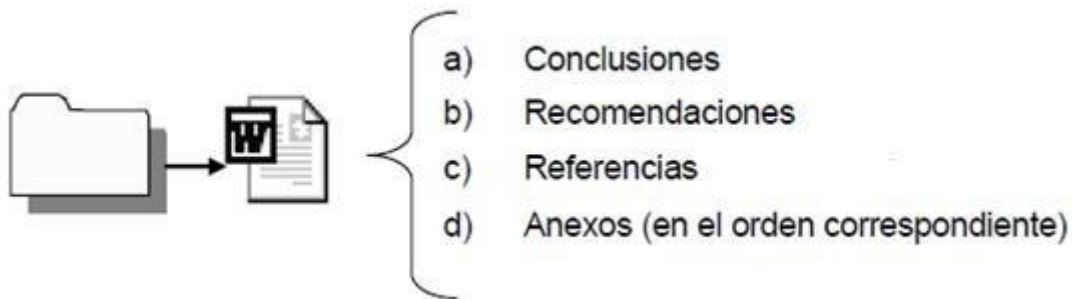 a) Conclusiones
b) Recomendaciones
c) Referencias
d) Anexos (en el orden correspondiente)
W